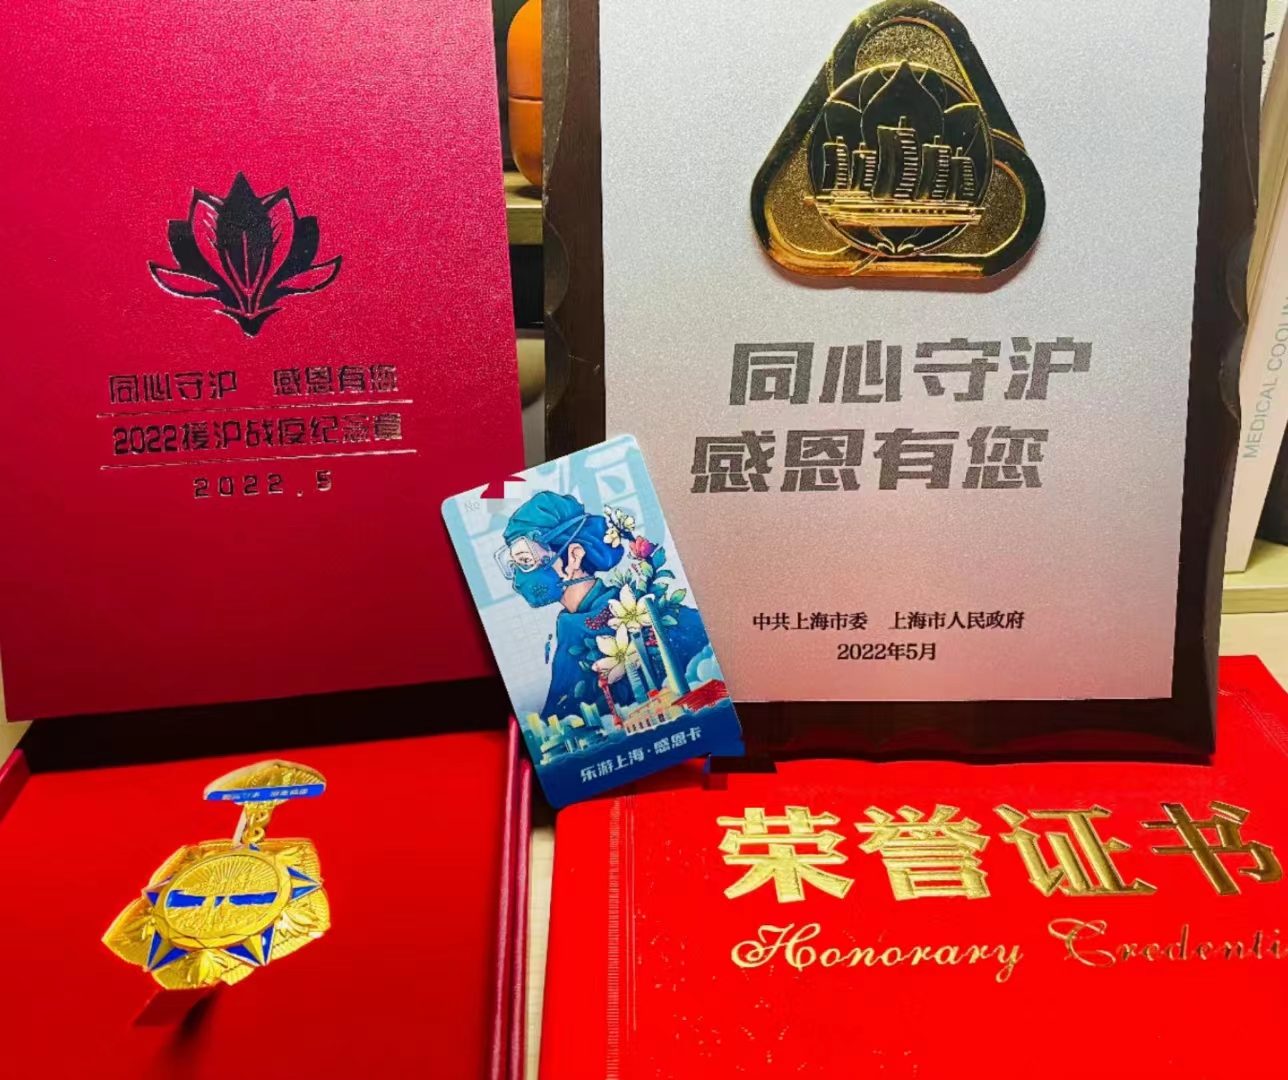 同心守沪 感恩有您
2022援沪战疫纪念章
2022.5
同心守沪
感恩有您
中共上海市委 上海市人民政府
2022年5月
No
乐游上海·感恩卡
荣誉证书
Honorary Credenti
MEDICAL COOLIN